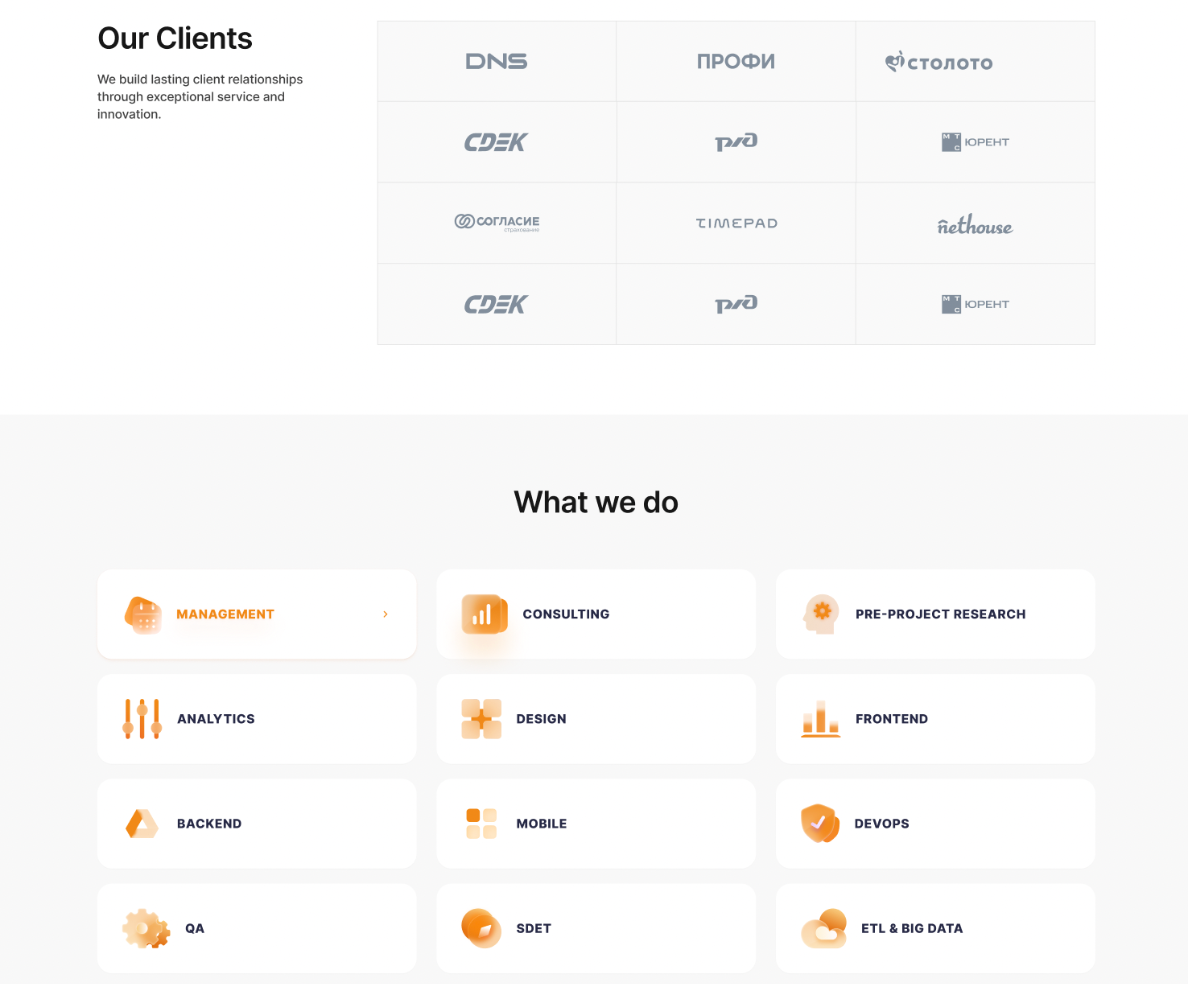 Our Clients
We build lasting client relationships
through exceptional service and
innovation.
DNS
ПРОФИ
СТОЛОТО
CDEK
ржд
МТС ЮРЕНТ
СОГЛАСИЕ
страхование
TIMEPAD
nethouse
CDEK
ржд
МТС ЮРЕНТ
What we do
MANAGEMENT
CONSULTING
PRE-PROJECT RESEARCH
ANALYTICS
DESIGN
FRONTEND
BACKEND
MOBILE
DEVOPS
QA
SDET
ETL & BIG DATA